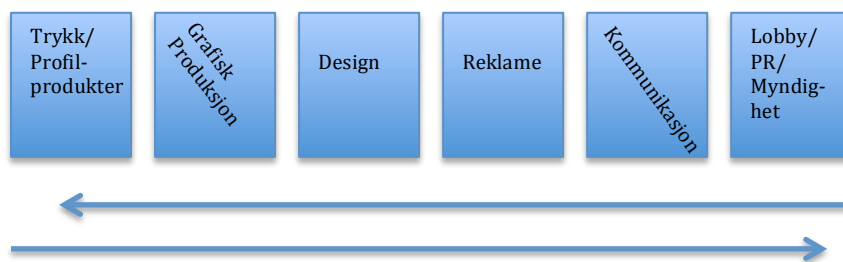 Trykk/
Profil-
produkter
Grafisk
Produksjon
Design
Reklame
Kommunikasjon
Lobby/
PR/
Myndig-
het